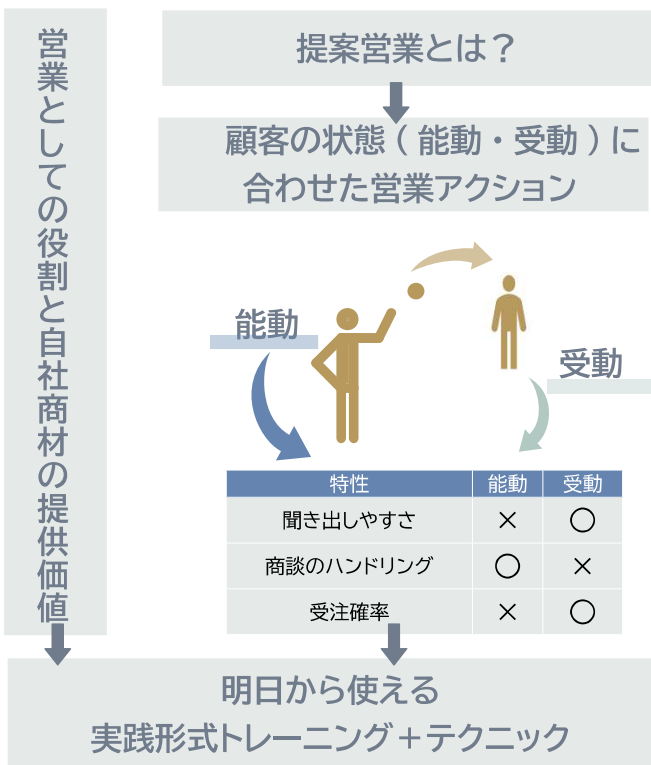 営業としての役割と自社商材の提供価値
提案営業とは？
顧客の状態(能動・受動)に
合わせた営業アクション
能動
受動
特性 能動 受動
聞き出しやすさ × ○
商談のハンドリング ○ ×
受注確率 × ○
明日から使える
実践形式トレーニング＋テクニック